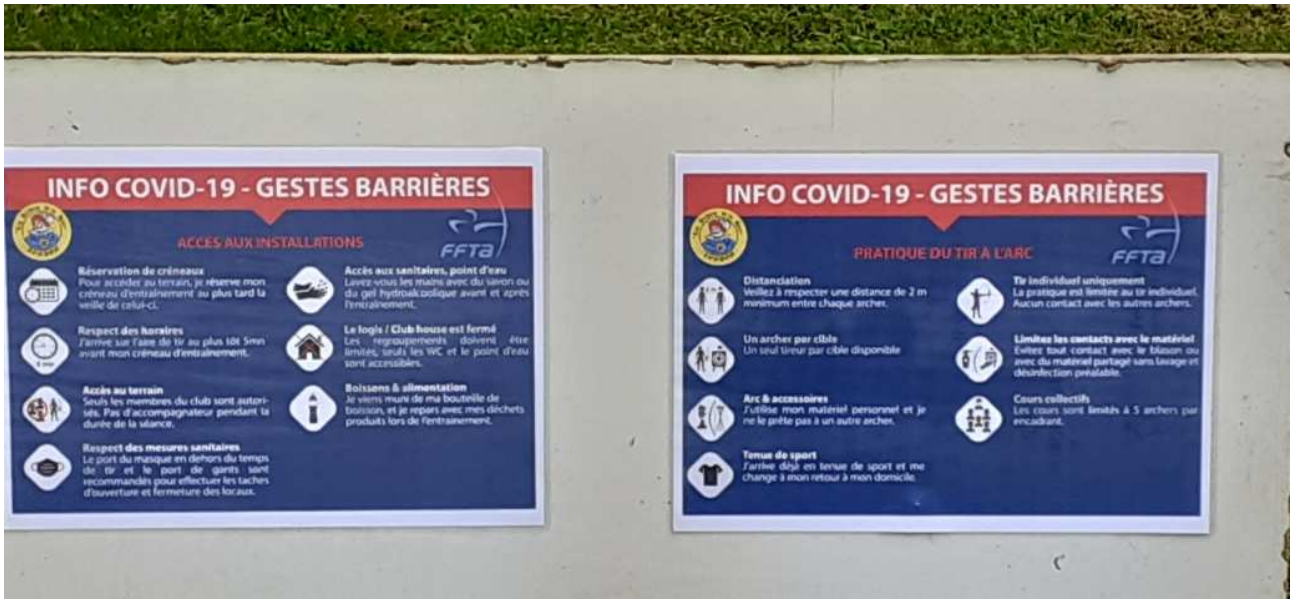 INFO COVID-19 - GESTES BARRIÈRES
ACCÈS AUX INSTALLATIONS
FFTa
Réservation de créneaux
Pour accéder au terrain, je réserve mon
créneau d'entraînement au plus tard la
veille de celui-ci.
Respect des horaires
J'arrive sur l'aire de tir au plus tôt 5mn
avant mon créneau d'entraînement.
Accès au terrain
Seuls les membres du club sont autori-
sés. Pas d'accompagnateur pendant la
durée de la séance.
Respect des mesures sanitaires
Le port du masque en dehors du temps
de tir et le port de gants sont
recommandés pour effectuer les taches
d'ouverture et fermeture des locaux.
Accès aux sanitaires, point d'eau
Lavez-vous les mains avec du savon ou
du gel hydroalcoolique avant et après
l'entraînement.
Le logis / Club house est fermé
Les regroupements doivent être
limités, seuls les WC et le point d'eau
sont accessibles.
Boissons & alimentation
Je viens muni de ma bouteille de
boisson, et je repars avec mes déchets
produits lors de l'entrainement.
INFO COVID-19 - GESTES BARRIÈRES
PRATIQUE DU TIR À L'ARC
FFTa
Distanciation
Veillez à respecter une distance de 2 m
minimum entre chaque archer.
Un archer par cible
Un seul tireur par cible disponible
Arc & accessoires
J'utilise mon matériel personnel et je
ne le prête pas à un autre archer.
Tenue de sport
J'arrive déjà en tenue de sport et me
change à mon retour à mon domicile.
Tir individuel uniquement
La pratique est limitée au tir individuel.
Aucun contact avec les autres archers.
Limitez les contacts avec le matériel
Evitez tout contact avec le blason ou
avec du matériel partagé sans lavage et
désinfection préalable.
Cours collectifs
Les cours sont limités à 5 archers par
encadrant.